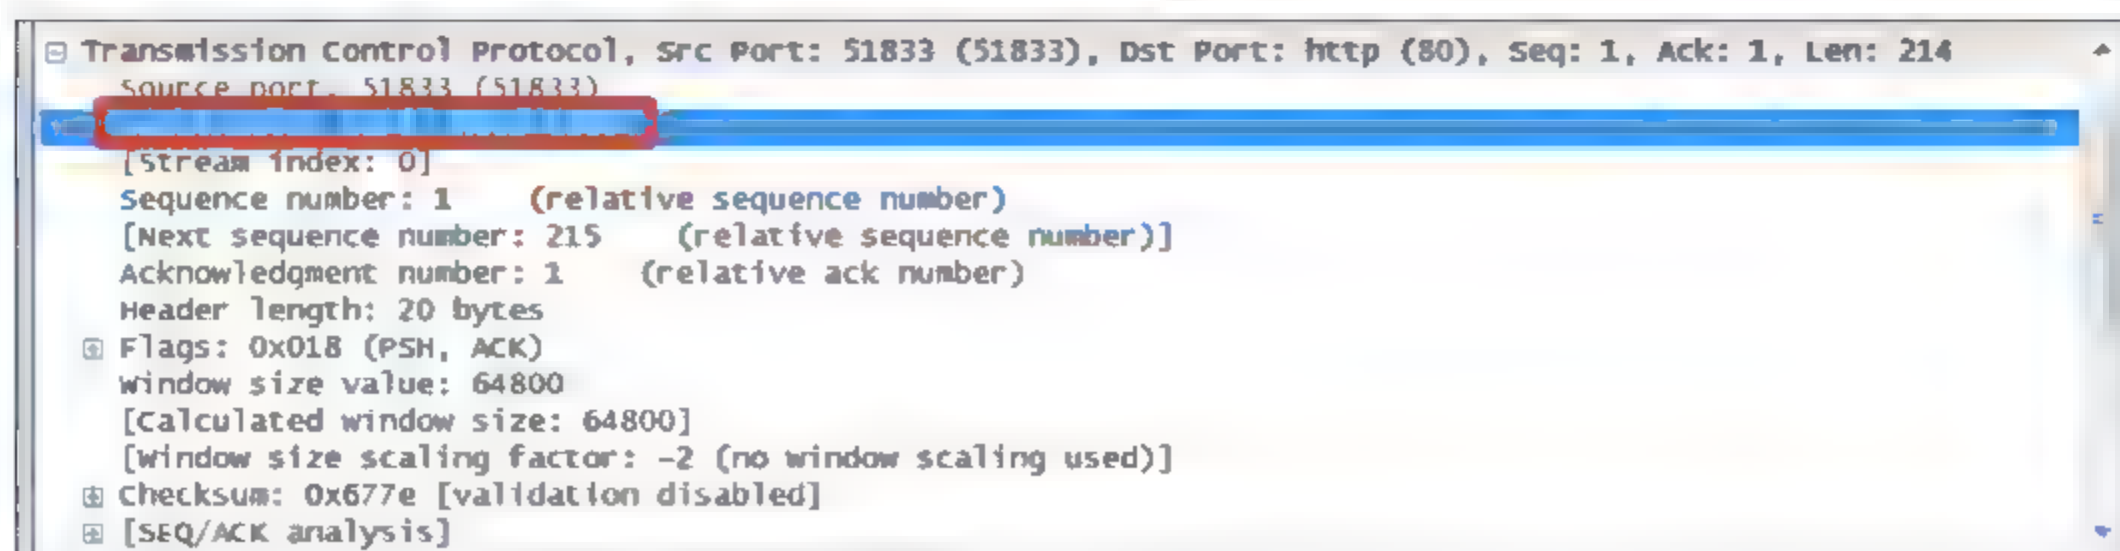 Transmission Control Protocol, Src Port: 51833 (51833), Dst Port: http (80), Seq: 1, Ack: 1, Len: 214
Source port: 51833 (51833)
[Stream index: 0]
Sequence number: 1 (relative sequence number)
[Next sequence number: 215 (relative sequence number)]
Acknowledgment number: 1 (relative ack number)
Header length: 20 bytes
Flags: 0x018 (PSH, ACK)
Window size value: 64800
[Calculated window size: 64800]
[Window size scaling factor: -2 (no window scaling used)]
Checksum: 0x677e [validation disabled]
[SEQ/ACK analysis]